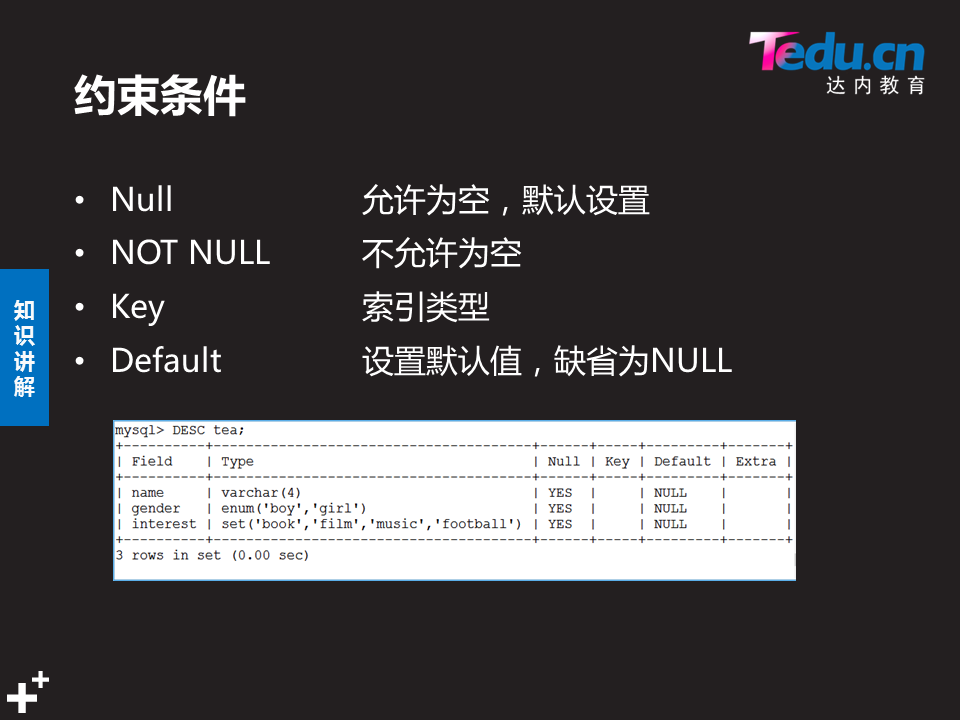 Tedu.cn
达内教育
约束条件
• Null 允许为空，默认设置
• NOT NULL 不允许为空
• Key 索引类型
• Default 设置默认值，缺省为NULL
知识讲解
mysql> DESC tea;
+----------+-----------------------------------------+------+-----+---------+-------+
| Field    | Type                                    | Null | Key | Default | Extra |
+----------+-----------------------------------------+------+-----+---------+-------+
| name     | varchar(4)                              | YES  |     | NULL    |       |
| gender   | enum('boy','girl')                      | YES  |     | NULL    |       |
| interest | set('book','film','music','football') | YES  |     | NULL    |       |
+----------+-----------------------------------------+------+-----+---------+-------+
3 rows in set (0.00 sec)